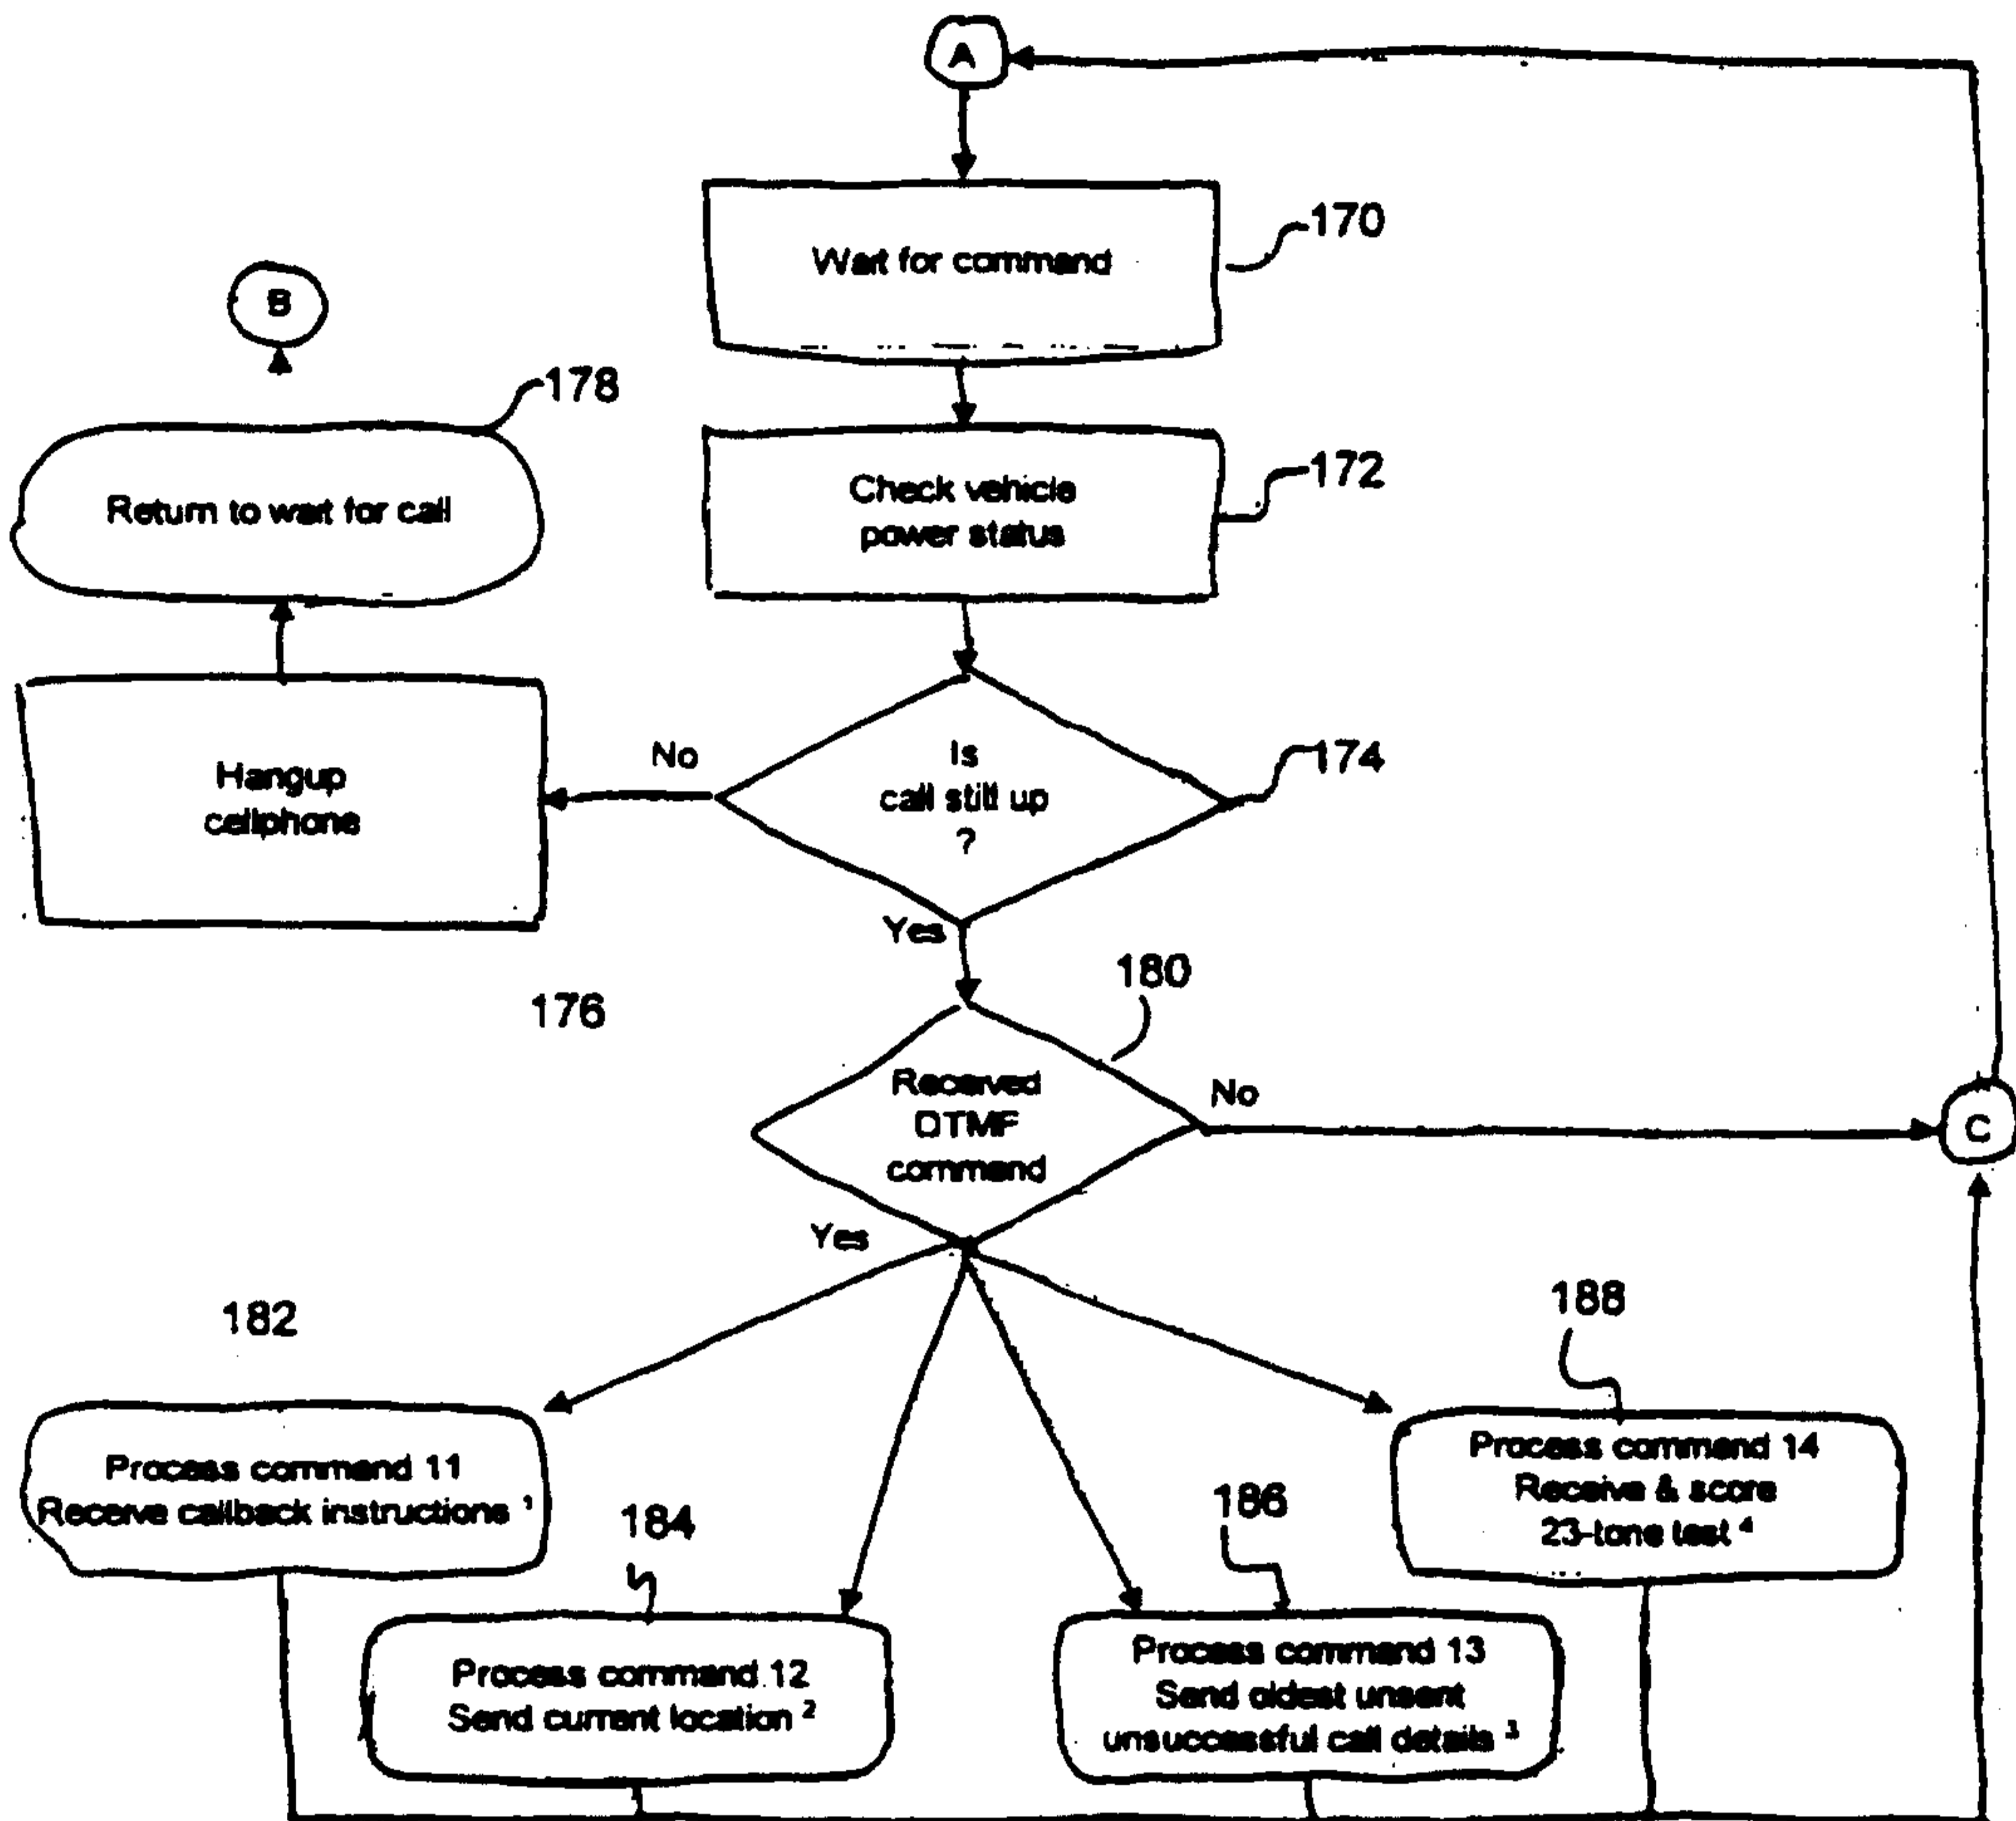 A
Wait for command
170
B
178
Return to wait for call
Check vehicle
power status
172
Hangup
cellphone
No
Is
call still up
?
174
Yes
176
180
Received
DTMF
command
No
C
Yes
182
188
Process command 11
Receive callback instructions 1
184
186
Process command 14
Receive & score
23-tone test 4
Process command 12
Send current location 2
Process command 13
Send oldest unsent
unsuccessful call details 3